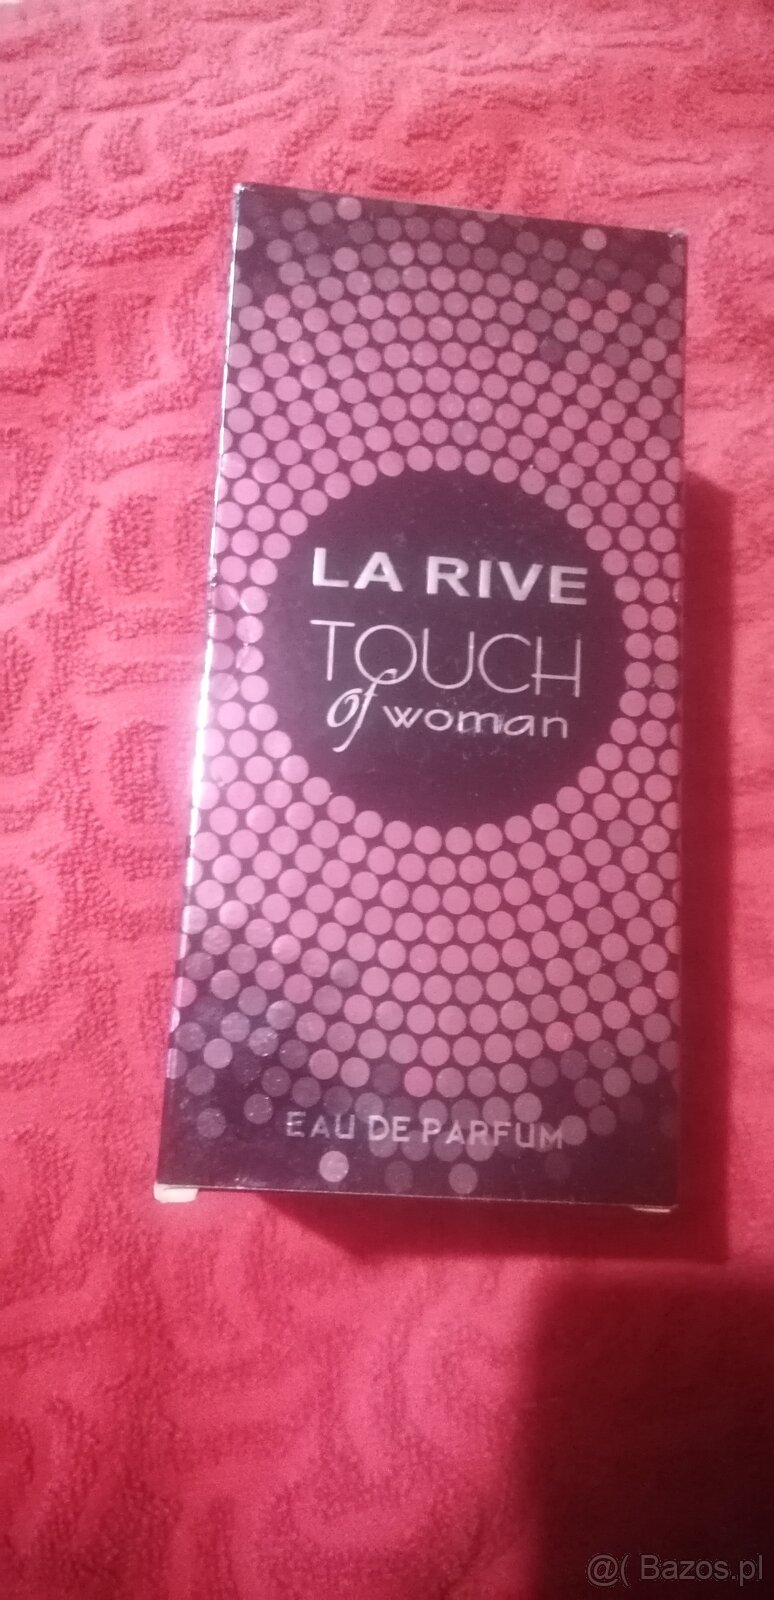 LA RIVE
TOUCH
of woman
EAU DE PARFUM
@( Bazos.pl